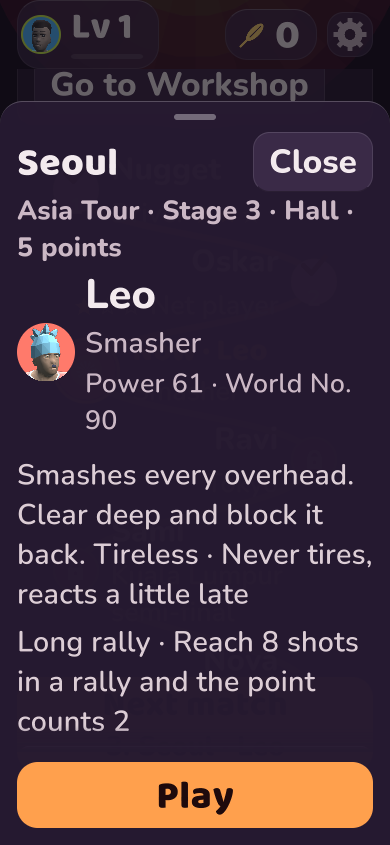 Lv 1
0
Go to Workshop
Seoul
Close
Asia Tour · Stage 3 · Hall ·
5 points
Leo
Smasher
Power 61 · World No.
90
Smashes every overhead.
Clear deep and block it
back. Tireless · Never tires,
reacts a little late
Long rally · Reach 8 shots
in a rally and the point
counts 2
Play